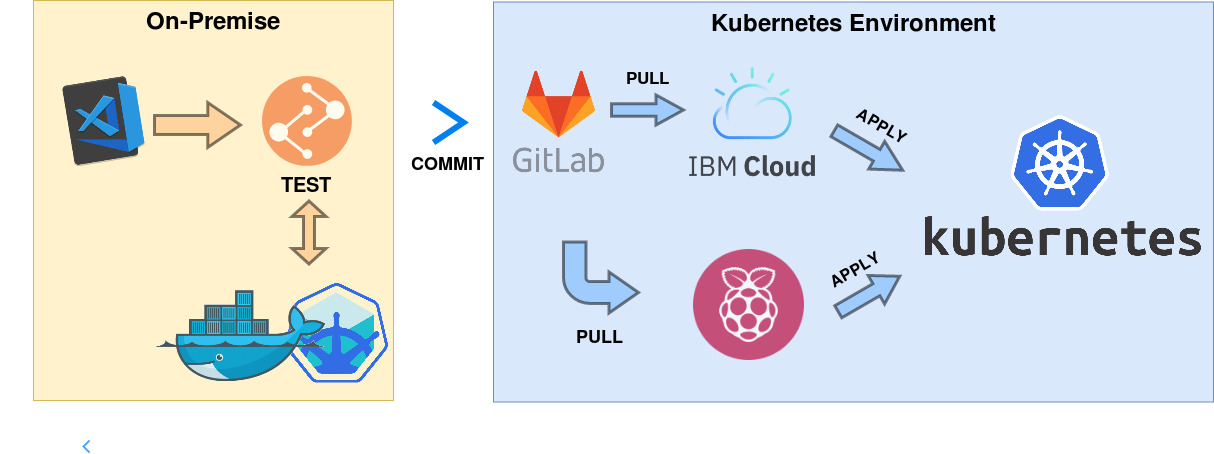 On-Premise
Kubernetes Environment
PULL
APPLY
COMMIT
GitLab
IBM Cloud
TEST
kubernetes
APPLY
PULL